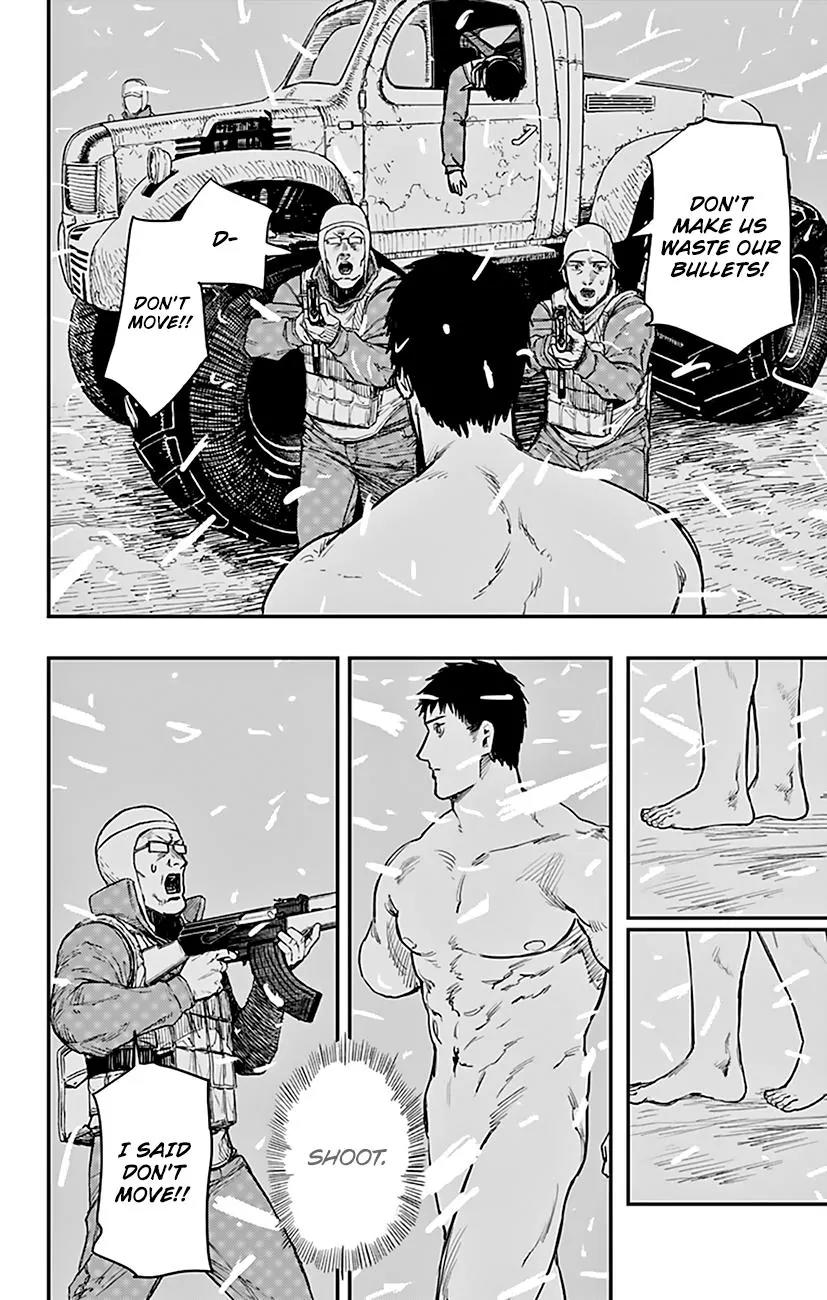 DON'T
MAKE US
WASTE OUR
BULLETS!
D-
DON'T
MOVE!!
SHOOT.
I SAID
DON'T
MOVE!!